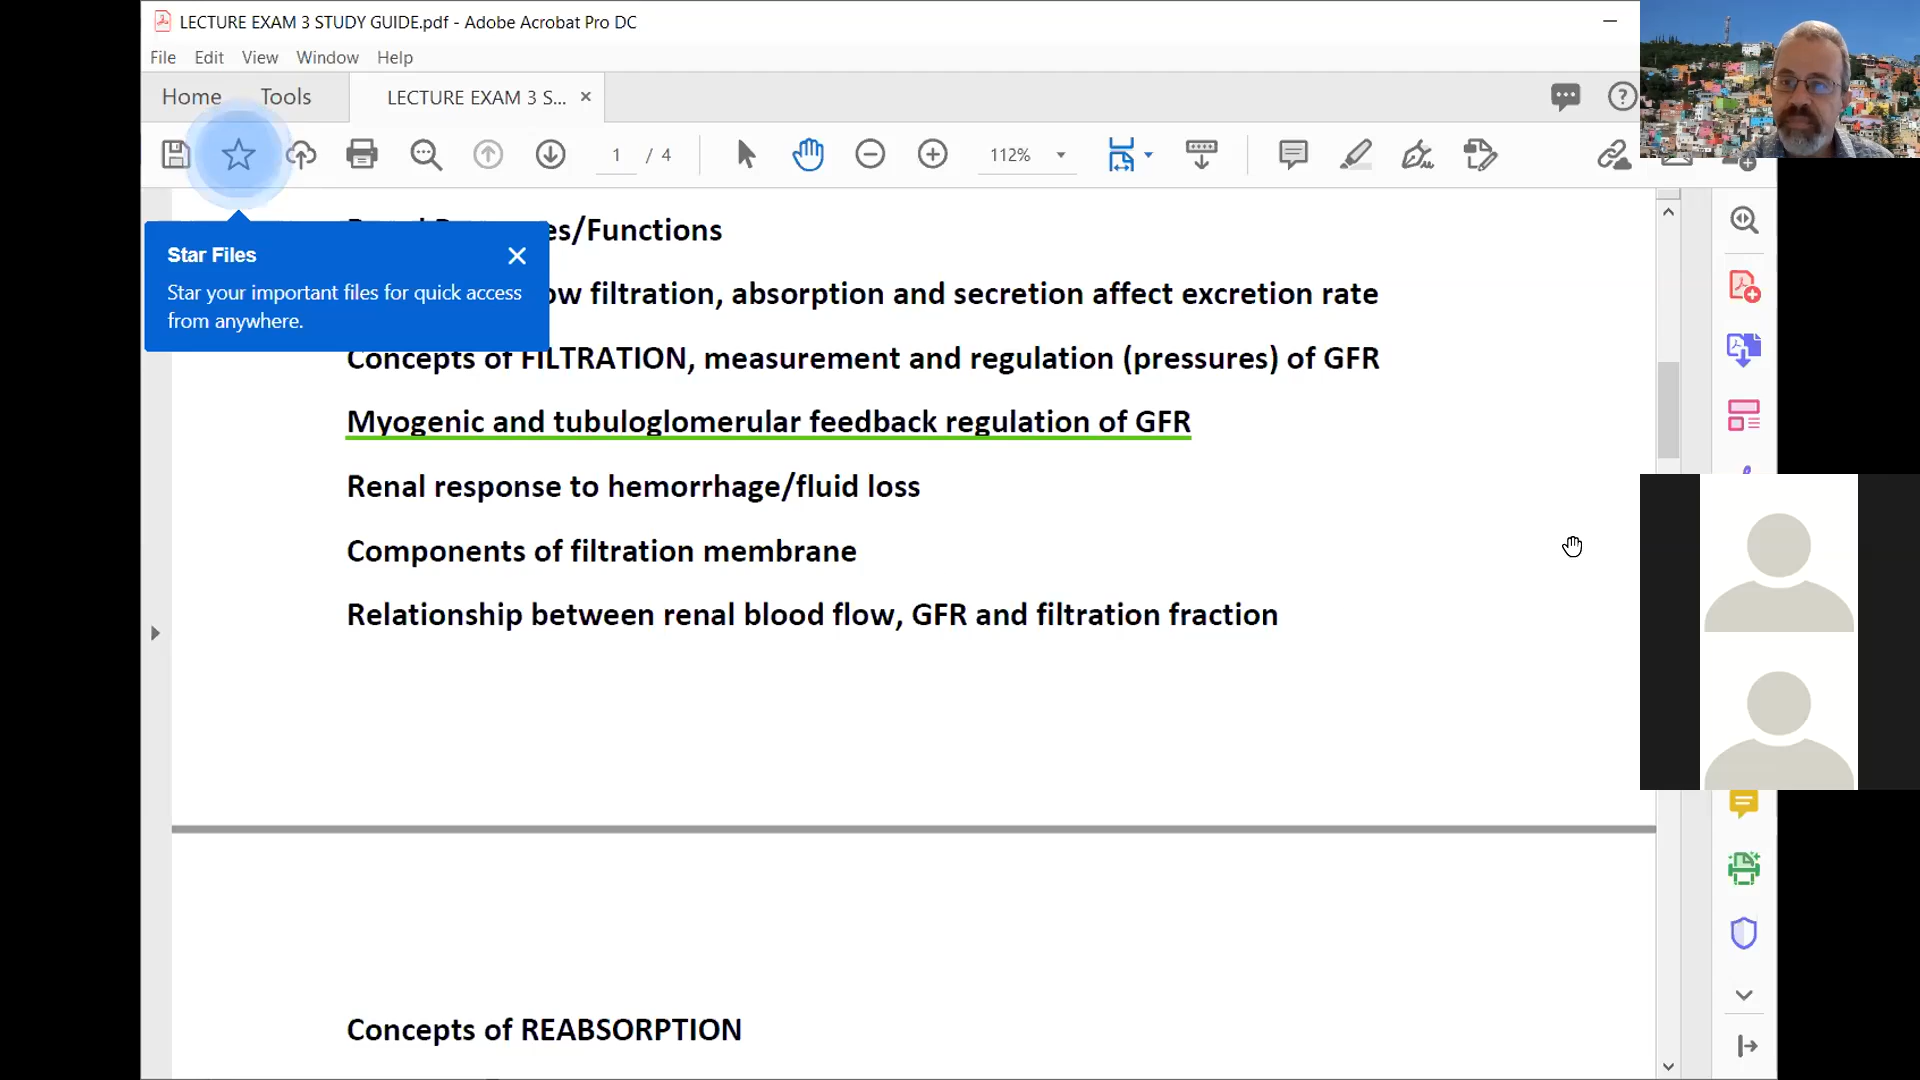 LECTURE EXAM 3 STUDY GUIDE.pdf - Adobe Acrobat Pro DC
File Edit View Window Help
Home Tools LECTURE EXAM 3 S... ×
1 / 4 112%
Star Files
Star your important files for quick access
from anywhere.
es/Functions
ow filtration, absorption and secretion affect excretion rate
Concepts of FILTRATION, measurement and regulation (pressures) of GFR
Myogenic and tubuloglomerular feedback regulation of GFR
Renal response to hemorrhage/fluid loss
Components of filtration membrane
Relationship between renal blood flow, GFR and filtration fraction
Concepts of REABSORPTION